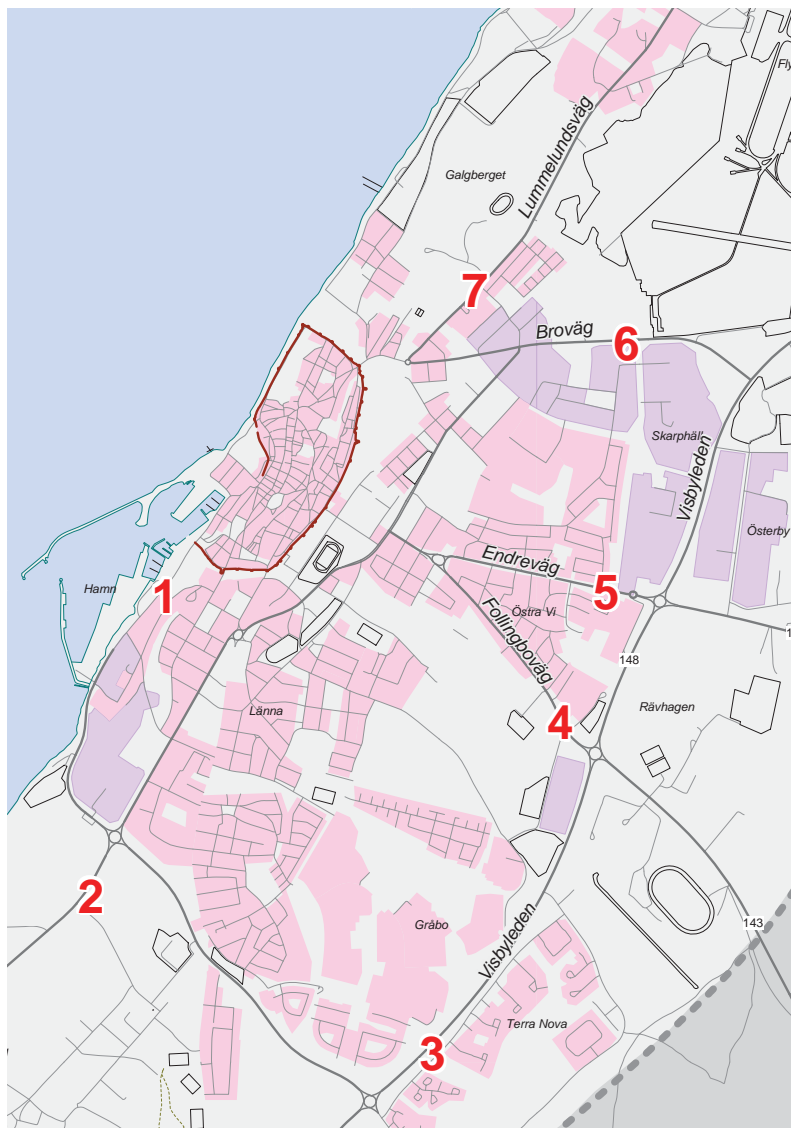 Fly
Galgberget
Lummelundsväg
7
Broväg
6
Skarphäll
Visbyleden
Österby
Endreväg
Hamn
1
5
Östra Vi
Follingboväg
148
Rävhagen
Länna
4
2
Gråbo
Visbyleden
143
Terra Nova
3